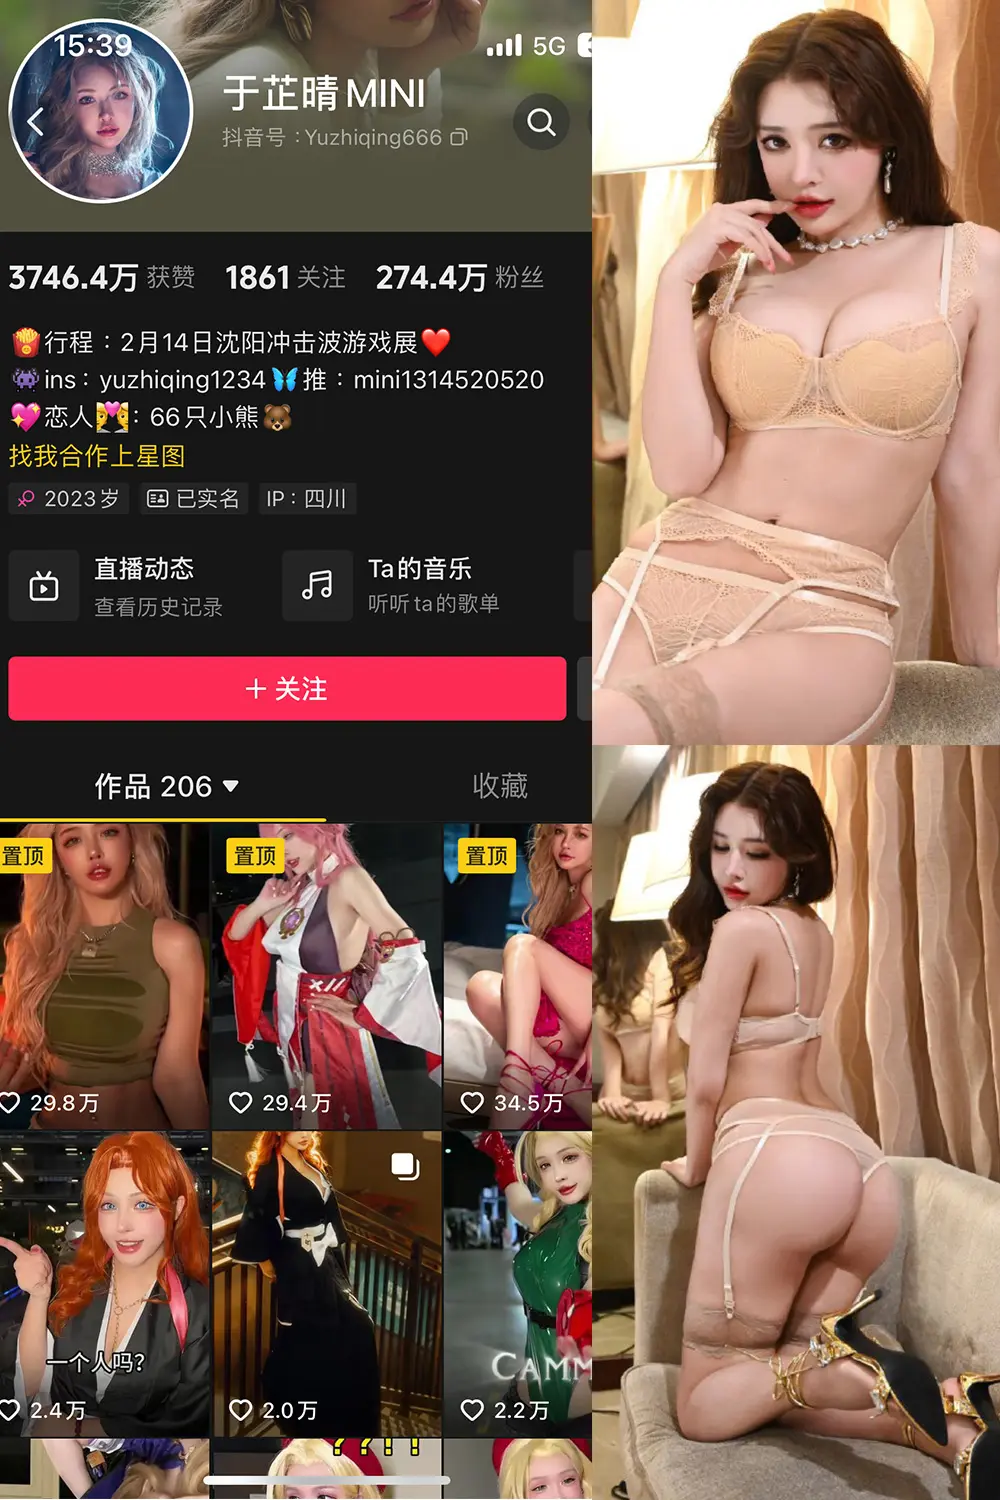 15:39
5G
于芷晴MINI
抖音号：Yuzhiqing666
3746.4万 获赞 1861 关注 274.4万 粉丝
🍟行程：2月14日沈阳冲击波游戏展❤️
👾ins：yuzhiqing1234🦋推：mini1314520520
💖恋人👩‍❤️‍👨：66只小熊🐻
找我合作上星图
2023岁 已实名 IP：四川
直播动态
查看历史记录
Ta的音乐
听听ta的歌单
+ 关注
作品 206 收藏
置顶 置顶 置顶
29.8万 29.4万 34.5万
一个人吗?
CAMM
2.4万 2.0万 2.2万
??!!